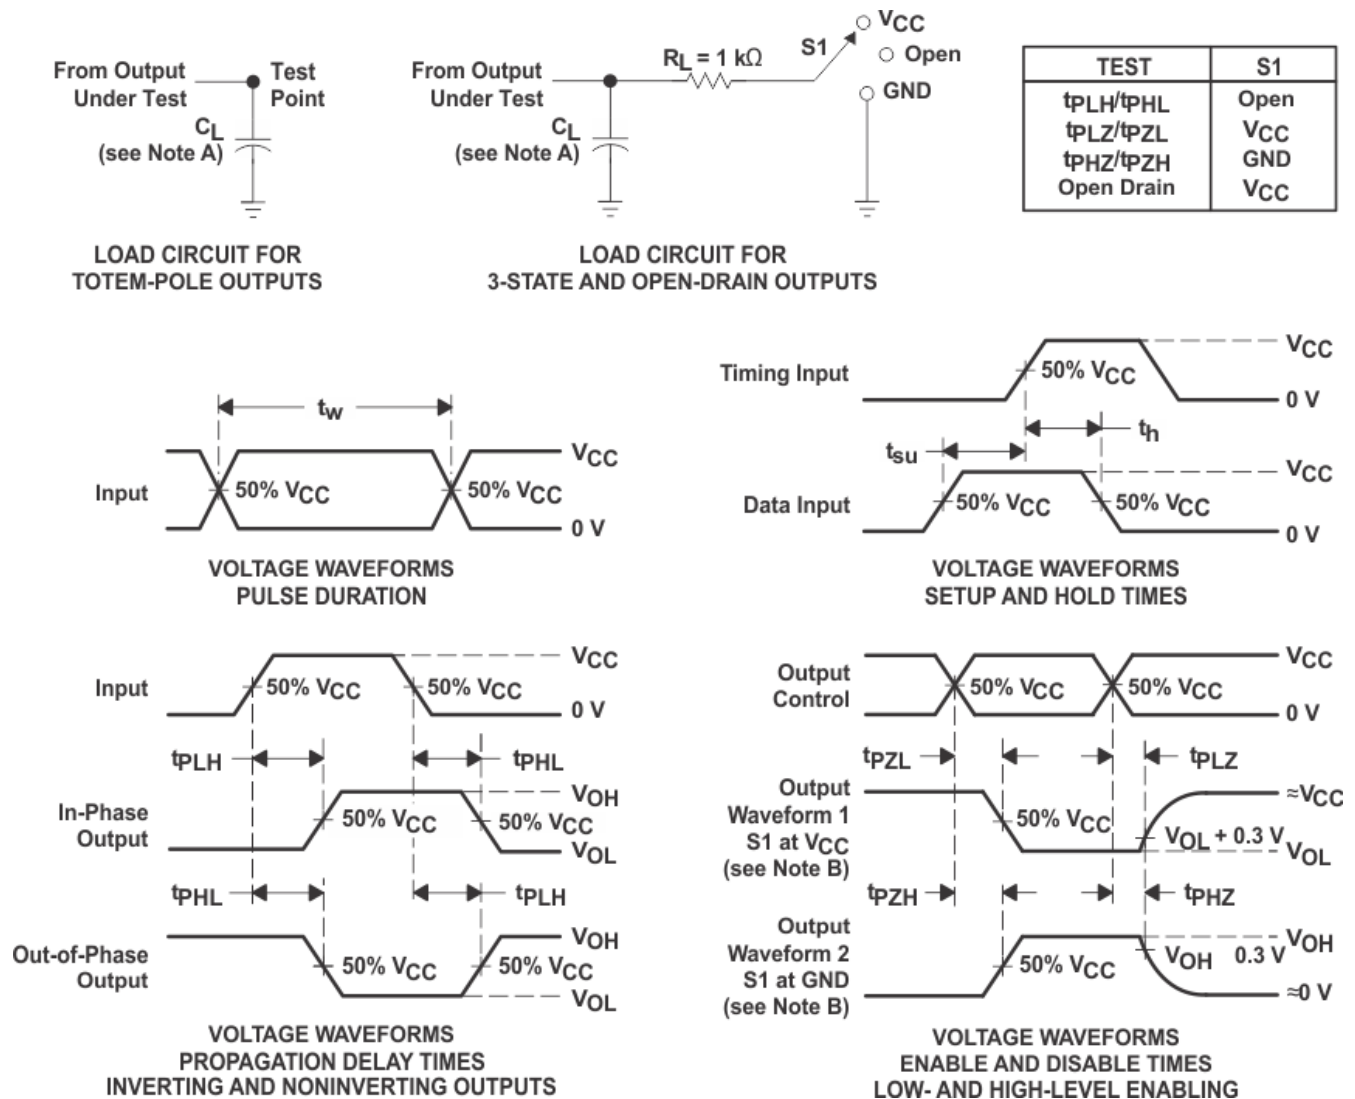 From Output
Under Test
Test
Point
CL
(see Note A)
LOAD CIRCUIT FOR
TOTEM-POLE OUTPUTS
From Output
Under Test
CL
(see Note A)
RL = 1 kΩ
S1
VCC
Open
GND
LOAD CIRCUIT FOR
3-STATE AND OPEN-DRAIN OUTPUTS
TEST S1
tPLH/tPHL Open
tPLZ/tPZL VCC
tPHZ/tPZH GND
Open Drain VCC
tw
Input
50% VCC
50% VCC
VCC
0 V
VOLTAGE WAVEFORMS
PULSE DURATION
Timing Input
50% VCC
VCC
0 V
th
tsu
Data Input
50% VCC
50% VCC
VCC
0 V
VOLTAGE WAVEFORMS
SETUP AND HOLD TIMES
Input
50% VCC
50% VCC
VCC
0 V
tPLH
tPHL
In-Phase
Output
50% VCC
50% VCC
VOH
VOL
tPHL
tPLH
Out-of-Phase
Output
50% VCC
50% VCC
VOH
VOL
VOLTAGE WAVEFORMS
PROPAGATION DELAY TIMES
INVERTING AND NONINVERTING OUTPUTS
Output
Control
50% VCC
50% VCC
VCC
0 V
tPZL
tPLZ
Output
Waveform 1
S1 at VCC
(see Note B)
50% VCC
VOL + 0.3 V
≈VCC
VOL
tPZH
tPHZ
Output
Waveform 2
S1 at GND
(see Note B)
50% VCC
VOH 0.3 V
VOH
≈0 V
VOLTAGE WAVEFORMS
ENABLE AND DISABLE TIMES
LOW- AND HIGH-LEVEL ENABLING